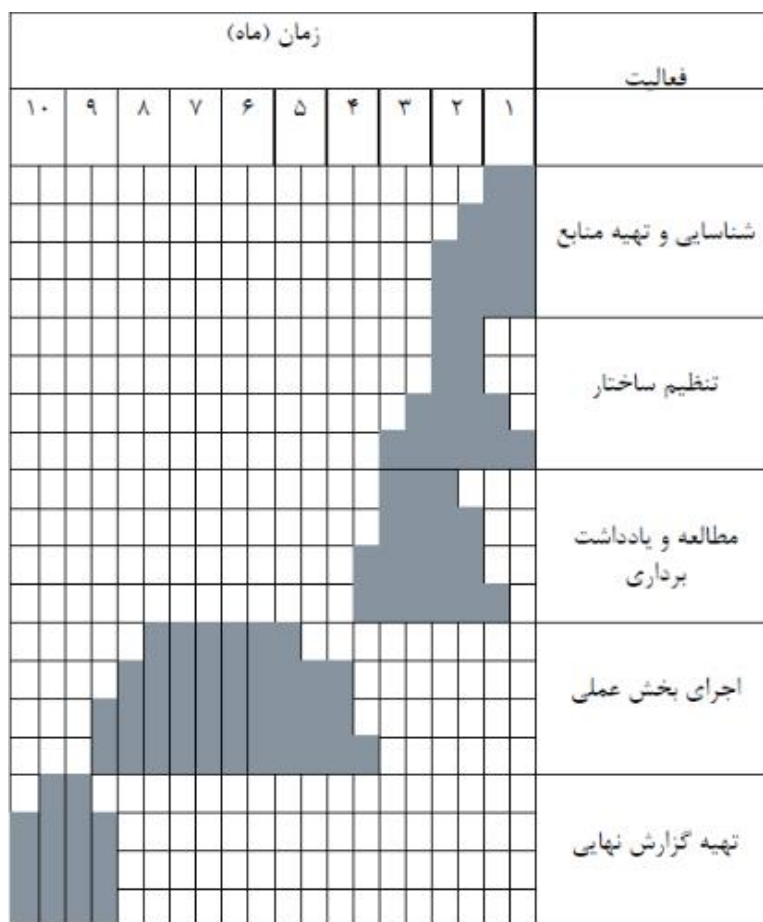 زمان (ماه)
فعالیت
۱ ۲ ۳ ۴ ۵ ۶ ۷ ۸ ۹ ۱۰
شناسایی و تهیه منابع
تنظیم ساختار
مطالعه و یادداشت
برداری
اجرای بخش عملی
تهیه گزارش نهایی